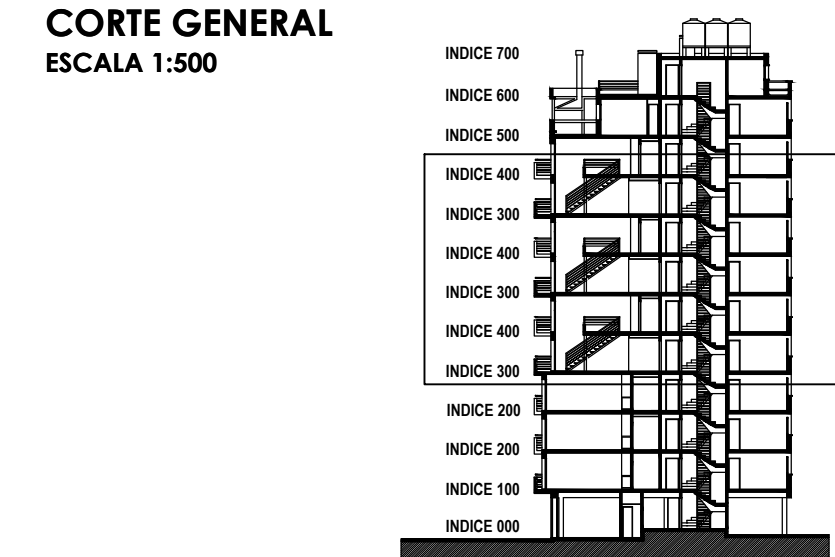 CORTE GENERAL
ESCALA 1:500
INDICE 700
INDICE 600
INDICE 500
INDICE 400
INDICE 300
INDICE 400
INDICE 300
INDICE 400
INDICE 300
INDICE 200
INDICE 200
INDICE 100
INDICE 000